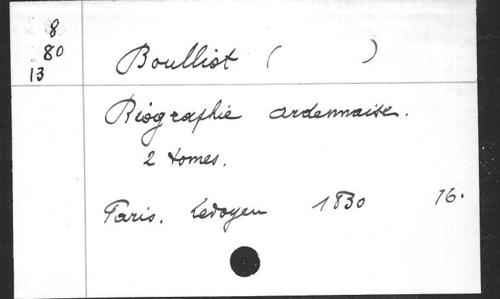 8
80
13
Boulliot ( )
Biographie ardennaise.
2 tomes.
Paris. Ledoyen 1830 16.